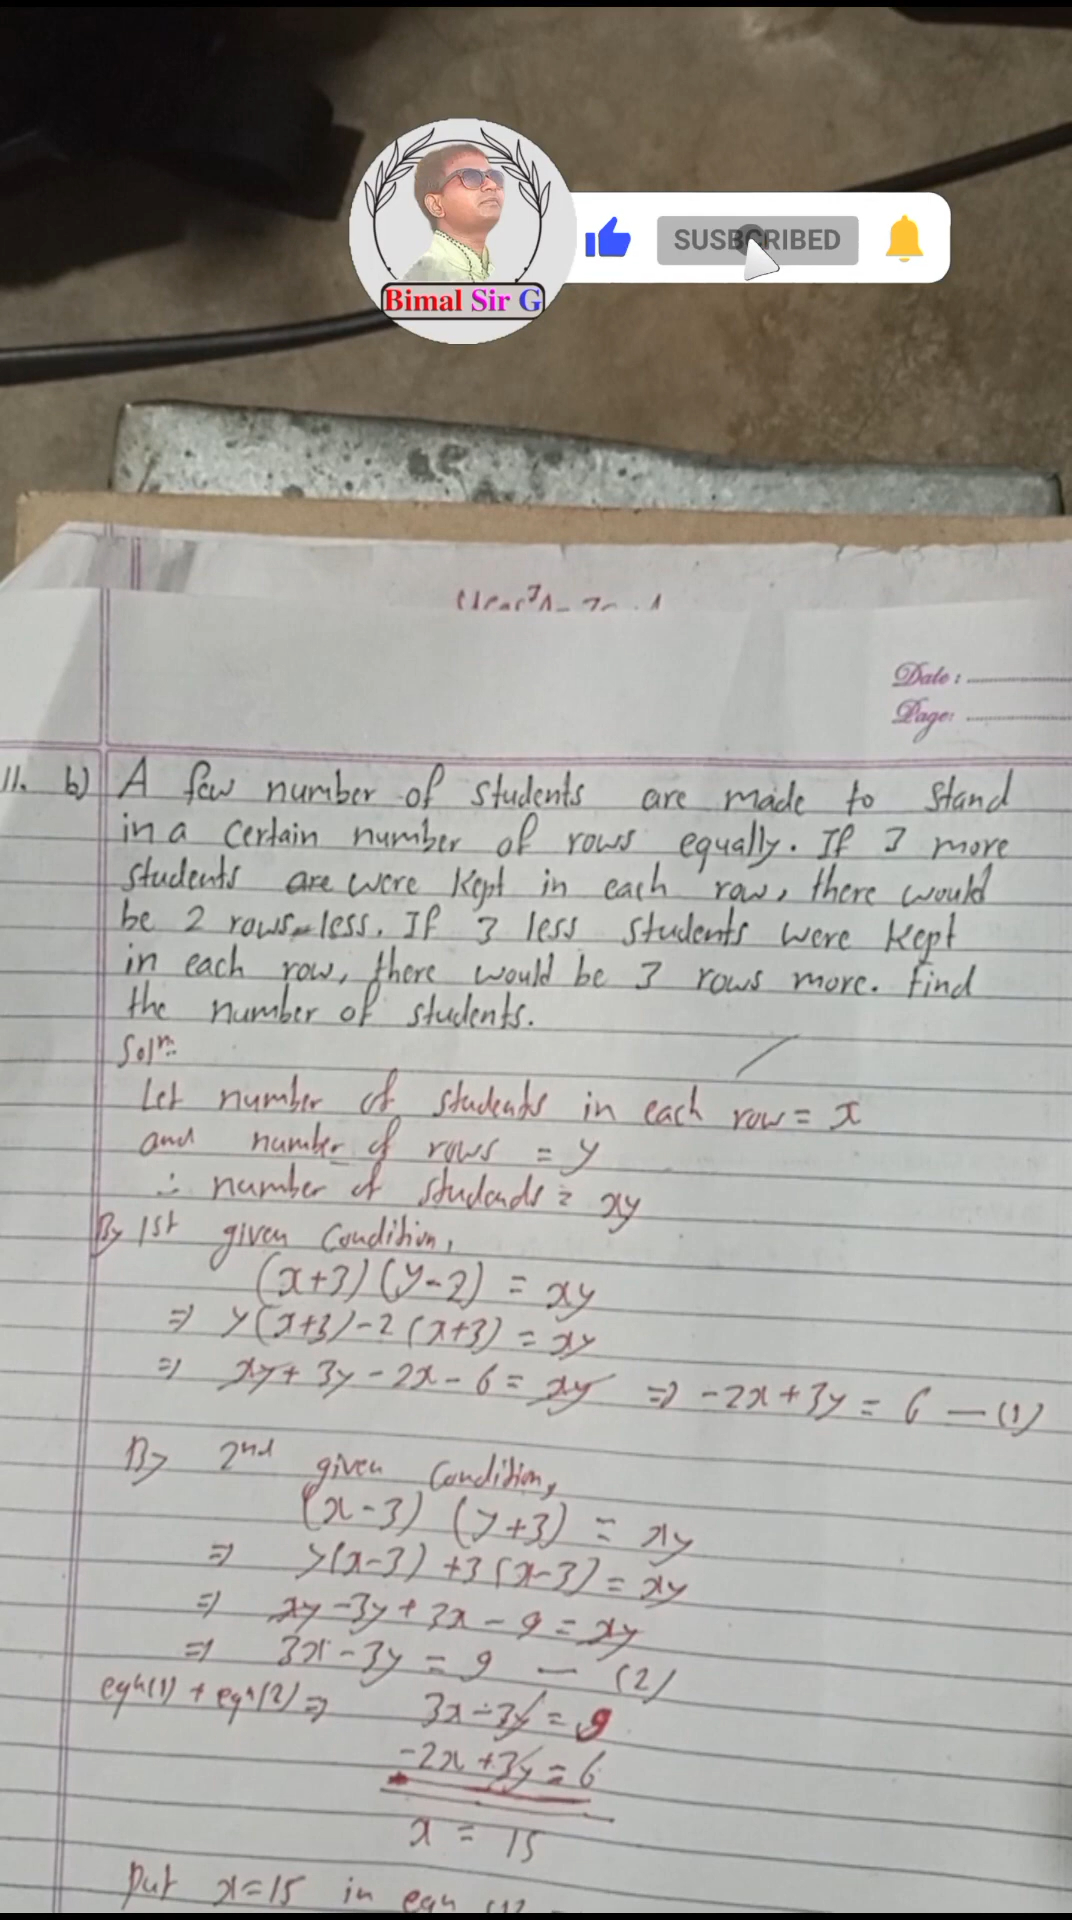 Bimal Sir G
SUSBCRIBED
Date:
Page:
11. b) A few number of students are made to stand
in a certain number of rows equally. If 3 more
students are were kept in each row, there would
be 2 rows less. If 3 less students were kept
in each row, there would be 3 rows more. Find
the number of students.
Soln:
Let number of students in each row = x
and number of rows = y
∴ number of students = xy
By 1st given Condition,
(x+3) (y-2) = xy
⇒ y(x+3)-2(x+3) = xy
⇒ xy + 3y - 2x - 6 = xy ⇒ -2x+3y = 6 — (1)
By 2nd given Condition,
(x-3) (y+3) = xy
⇒ y(x-3) +3(x-3) = xy
⇒ xy -3y + 3x - 9 = xy
⇒ 3x - 3y = 9 — (2)
eqn(1) + eqn(2) ⇒ 3x-3y = 9
-2x +3y = 6
x = 15
put x=15 in eqn